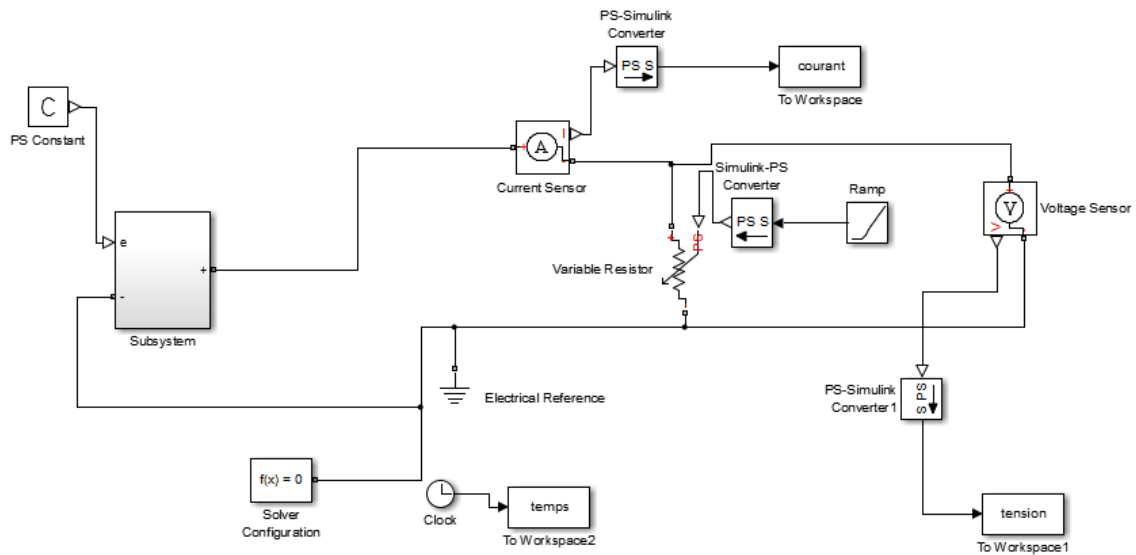 PS-Simulink
Converter
PS S
courant
To Workspace
C
PS Constant
I
+
A
-
Current Sensor
Simulink-PS
Converter
Ramp
PS S
+
V
Voltage Sensor
V
-
e
+
-
Subsystem
+
PS
Variable Resistor
-
Electrical Reference
PS-Simulink
Converter1
S PS
f(x) = 0
Solver
Configuration
Clock
temps
To Workspace2
tension
To Workspace1